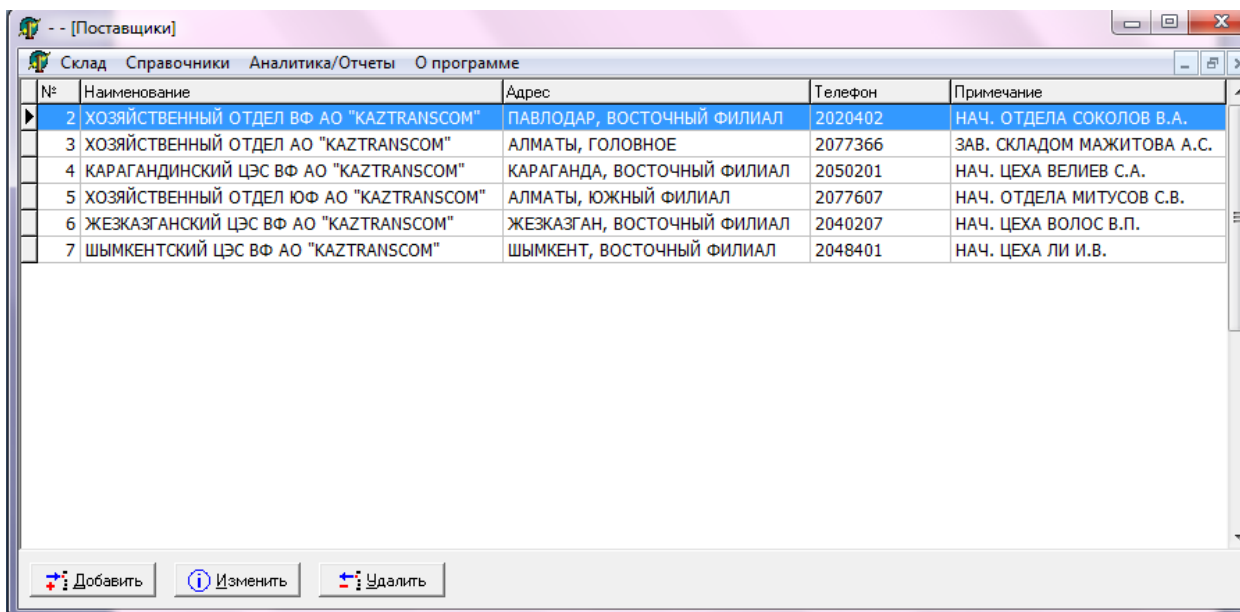 - - [Поставщики]
Склад Справочники Аналитика/Отчеты О программе
№ Наименование Адрес Телефон Примечание
2 ХОЗЯЙСТВЕННЫЙ ОТДЕЛ ВФ АО "KAZTRANSCOM" ПАВЛОДАР, ВОСТОЧНЫЙ ФИЛИАЛ 2020402 НАЧ. ОТДЕЛА СОКОЛОВ В.А.
3 ХОЗЯЙСТВЕННЫЙ ОТДЕЛ АО "KAZTRANSCOM" АЛМАТЫ, ГОЛОВНОЕ 2077366 ЗАВ. СКЛАДОМ МАЖИТОВА А.С.
4 КАРАГАНДИНСКИЙ ЦЭС ВФ АО "KAZTRANSCOM" КАРАГАНДА, ВОСТОЧНЫЙ ФИЛИАЛ 2050201 НАЧ. ЦЕХА ВЕЛИЕВ С.А.
5 ХОЗЯЙСТВЕННЫЙ ОТДЕЛ ЮФ АО "KAZTRANSCOM" АЛМАТЫ, ЮЖНЫЙ ФИЛИАЛ 2077607 НАЧ. ОТДЕЛА МИТУСОВ С.В.
6 ЖЕЗКАЗГАНСКИЙ ЦЭС ВФ АО "KAZTRANSCOM" ЖЕЗКАЗГАН, ВОСТОЧНЫЙ ФИЛИАЛ 2040207 НАЧ. ЦЕХА ВОЛОС В.П.
7 ШЫМКЕНТСКИЙ ЦЭС ВФ АО "KAZTRANSCOM" ШЫМКЕНТ, ВОСТОЧНЫЙ ФИЛИАЛ 2048401 НАЧ. ЦЕХА ЛИ И.В.
Добавить Изменить Удалить